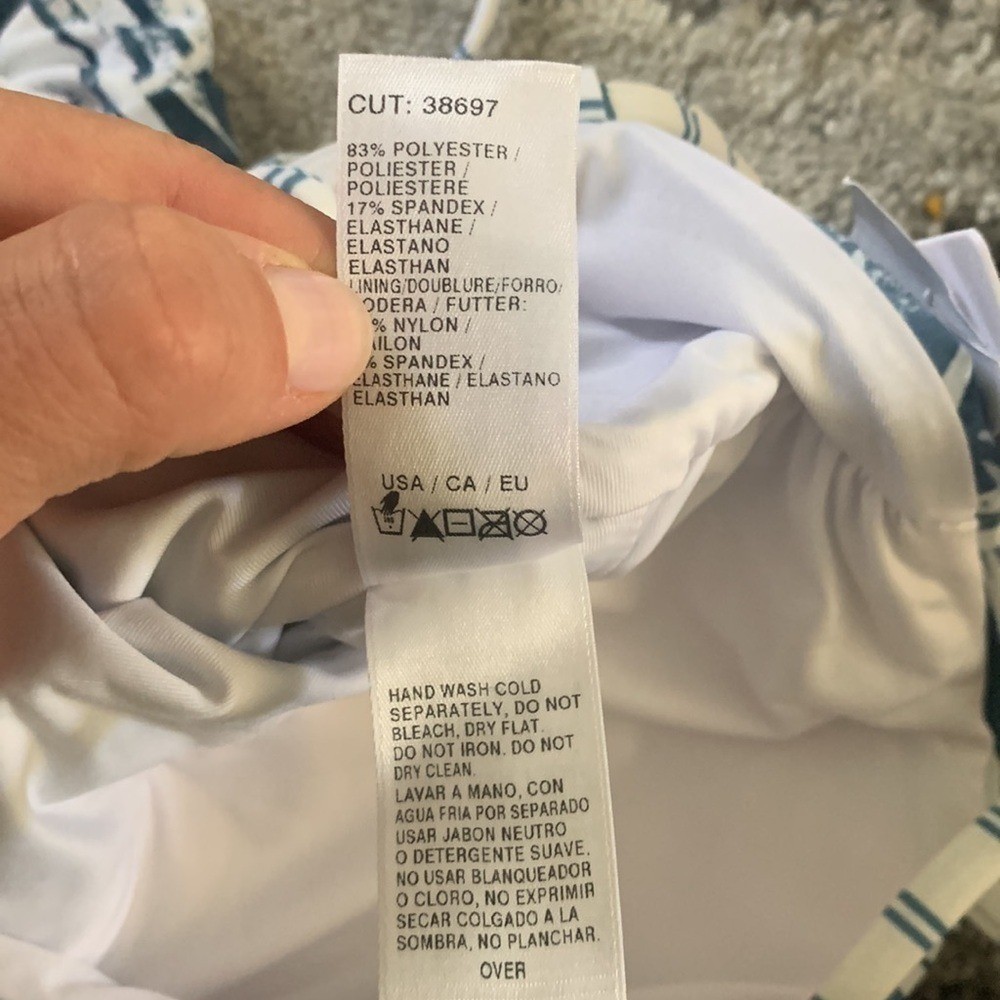 CUT: 38697
83% POLYESTER /
POLIESTER /
POLIESTERE
17% SPANDEX /
ELASTHANE /
ELASTANO
ELASTHAN
LINING/DOUBLURE/FORRO/
/ FUTTER:
% NYLON /
% SPANDEX /
ELASTHANE / ELASTANO
ELASTHAN
USA / CA / EU
HAND WASH COLD
SEPARATELY, DO NOT
BLEACH, DRY FLAT.
DO NOT IRON. DO NOT
DRY CLEAN.
LAVAR A MANO, CON
AGUA FRIA POR SEPARADO
USAR JABON NEUTRO
O DETERGENTE SUAVE.
NO USAR BLANQUEADOR
O CLORO, NO EXPRIMIR
SECAR COLGADO A LA
SOMBRA, NO PLANCHAR.
OVER